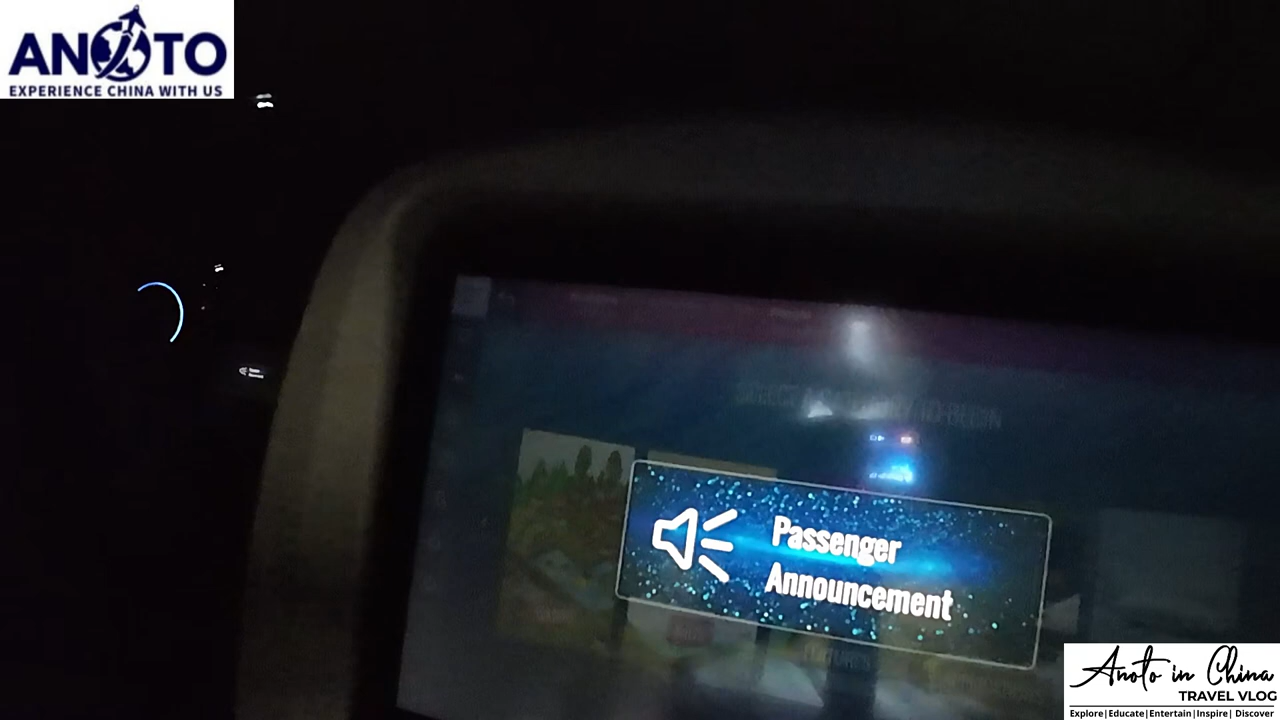 ANOTO
EXPERIENCE CHINA WITH US
Passenger
Announcement
Anoto in China
TRAVEL VLOG
Explore|Educate|Entertain|Inspire| Discover